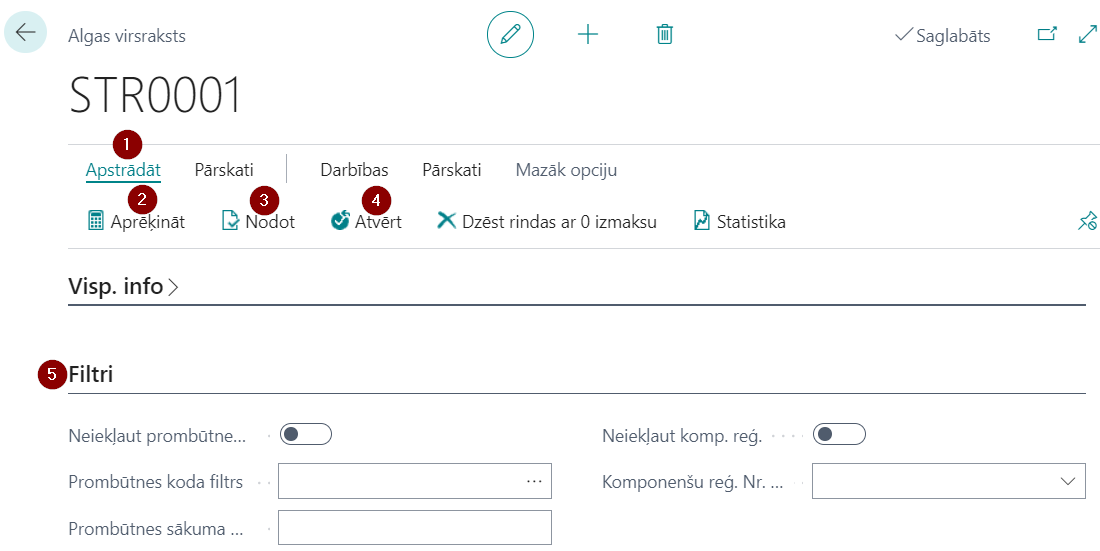 Algas virsraksts
Saglabāts
STR0001
1
Apstrādāt Pārskati Darbības Pārskati Mazāk opciju
2 3 4
Aprēķināt Nodot Atvērt Dzēst rindas ar 0 izmaksu Statistika
Visp. info
5 Filtri
Neiekļaut prombūtne... Neiekļaut komp. reģ.
Prombūtnes koda filtrs ... Komponenšu reģ. Nr. ...
Prombūtnes sākuma ...